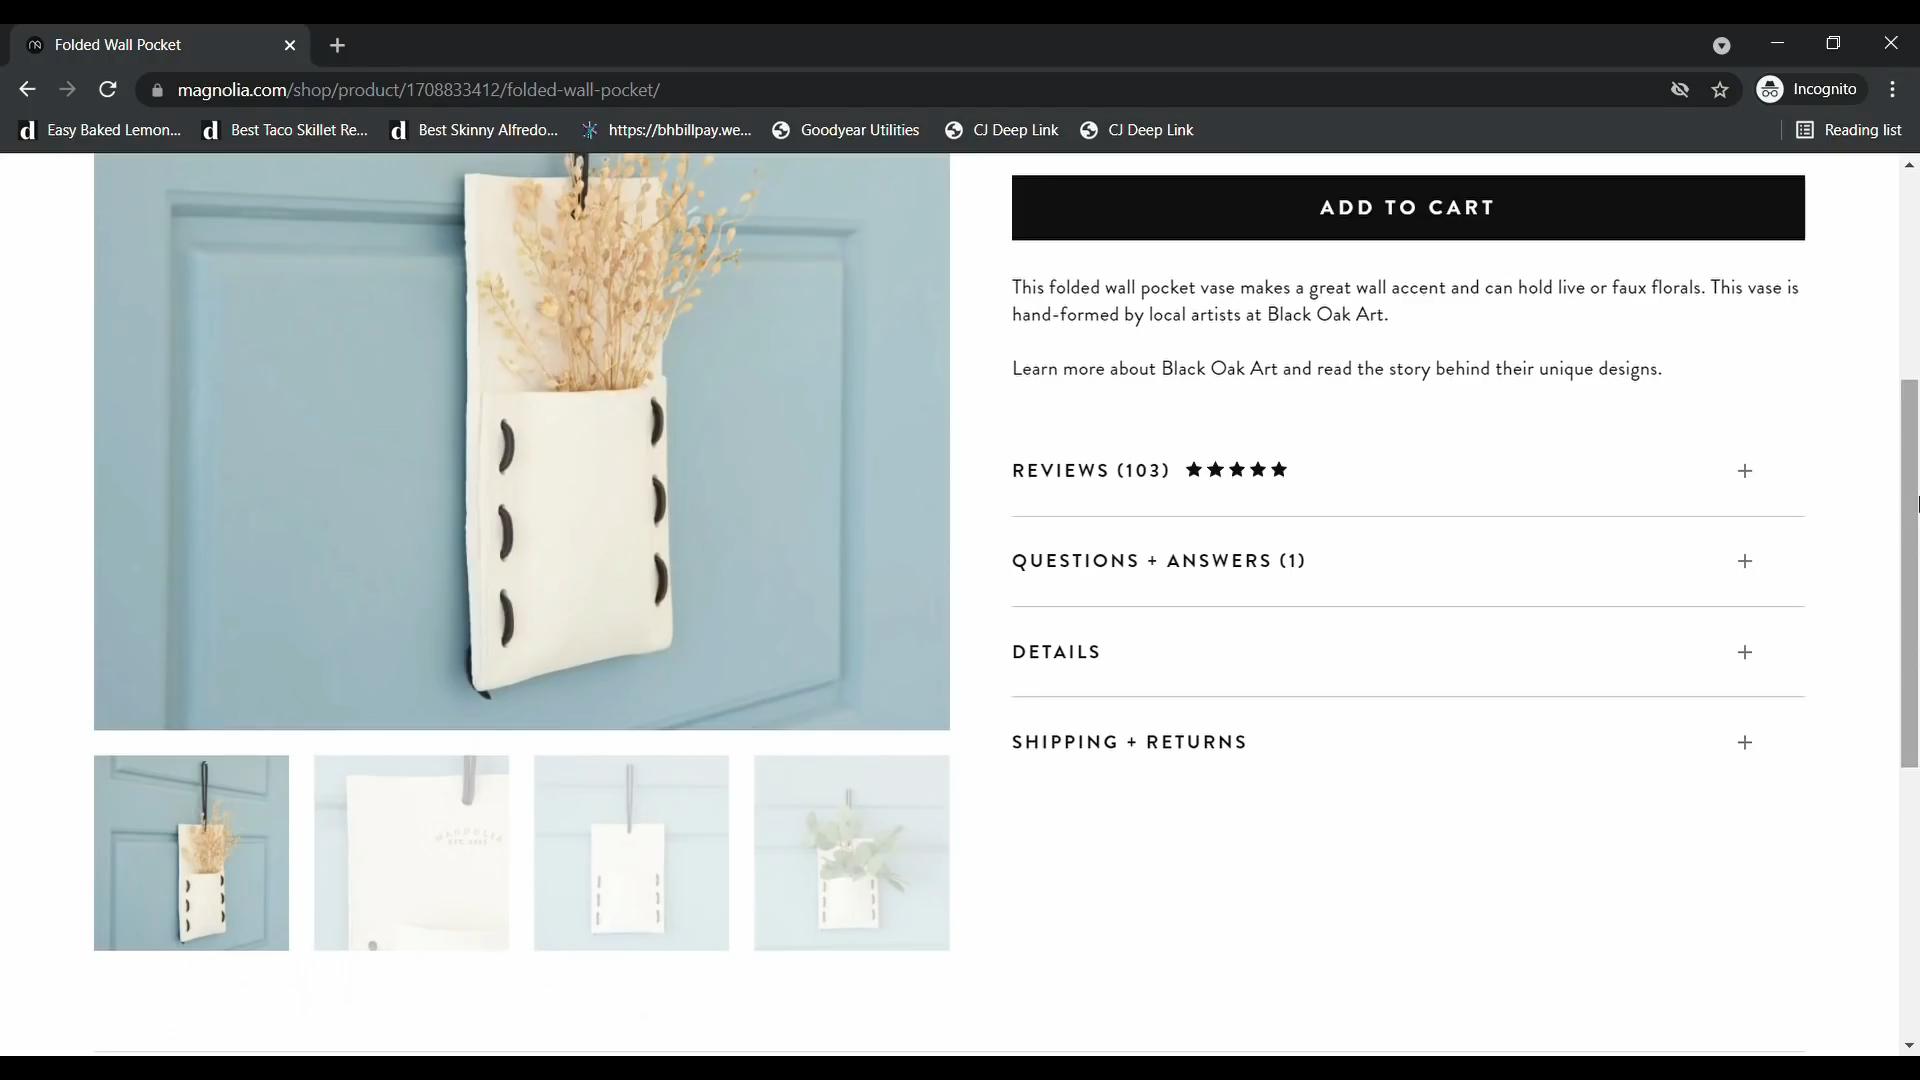 Folded Wall Pocket
magnolia.com/shop/product/1708833412/folded-wall-pocket/
Incognito
Easy Baked Lemon...
Best Taco Skillet Re...
Best Skinny Alfredo...
https://bhbillpay.we...
Goodyear Utilities
CJ Deep Link
CJ Deep Link
Reading list
ADD TO CART
This folded wall pocket vase makes a great wall accent and can hold live or faux florals. This vase is
hand-formed by local artists at Black Oak Art.
Learn more about Black Oak Art and read the story behind their unique designs.
REVIEWS (103)
QUESTIONS + ANSWERS (1)
DETAILS
SHIPPING + RETURNS
MAGNOLIA